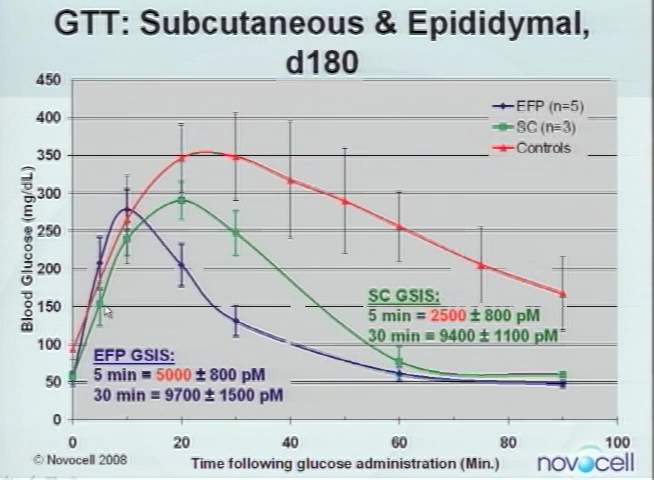 GTT: Subcutaneous & Epididymal,
d180
450
400
350
300
250
200
150
100
50
0
Blood Glucose (mg/dL)
EFP (n=5)
SC (n=3)
Controls
SC GSIS:
5 min = 2500 ± 800 pM
30 min = 9400 ± 1100 pM
EFP GSIS:
5 min = 5000 ± 800 pM
30 min = 9700 ± 1500 pM
0 20 40 60 80 100
© Novocell 2008
Time following glucose administration (Min.)
novocell